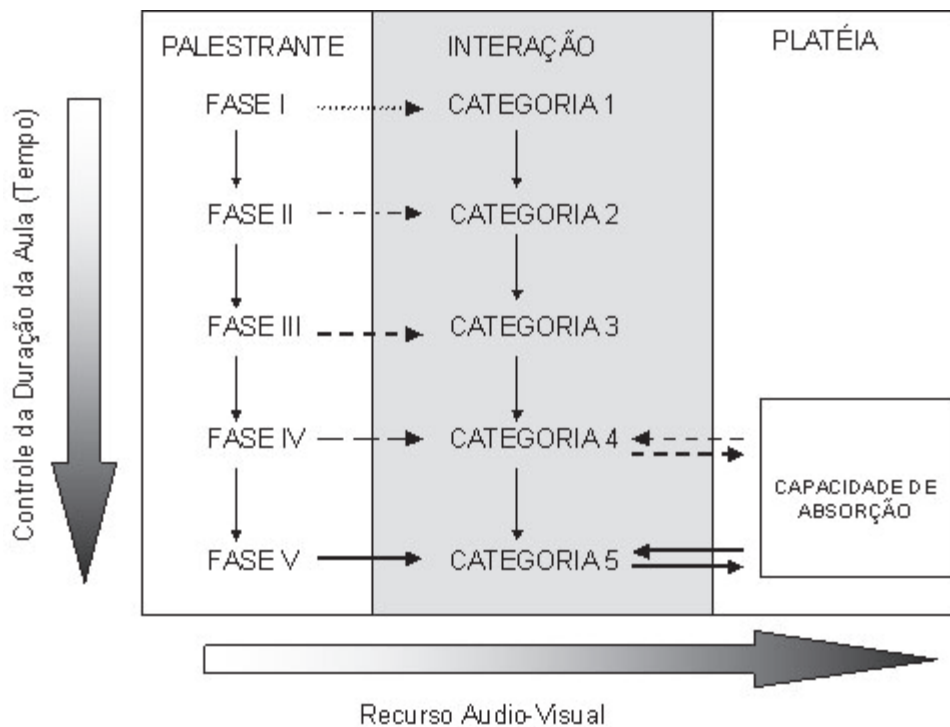 PALESTRANTE
INTERAÇÃO
PLATÉIA
FASE I
CATEGORIA 1
FASE II
CATEGORIA 2
FASE III
CATEGORIA 3
FASE IV
CATEGORIA 4
FASE V
CATEGORIA 5
CAPACIDADE DE
ABSORÇÃO
Controle da Duração da Aula (Tempo)
Recurso Audio-Visual